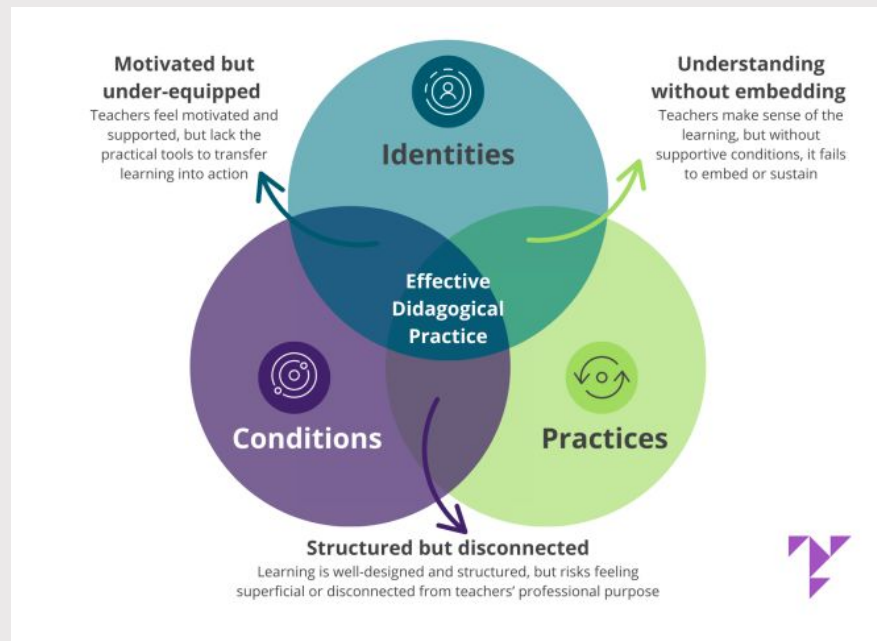 Motivated but
under-equipped
Teachers feel motivated and
supported, but lack the
practical tools to transfer
learning into action
Understanding
without embedding
Teachers make sense of the
learning, but without
supportive conditions, it fails
to embed or sustain
Identities
Effective
Didagogical
Practice
Conditions
Practices
Structured but disconnected
Learning is well-designed and structured, but risks feeling
superficial or disconnected from teachers’ professional purpose